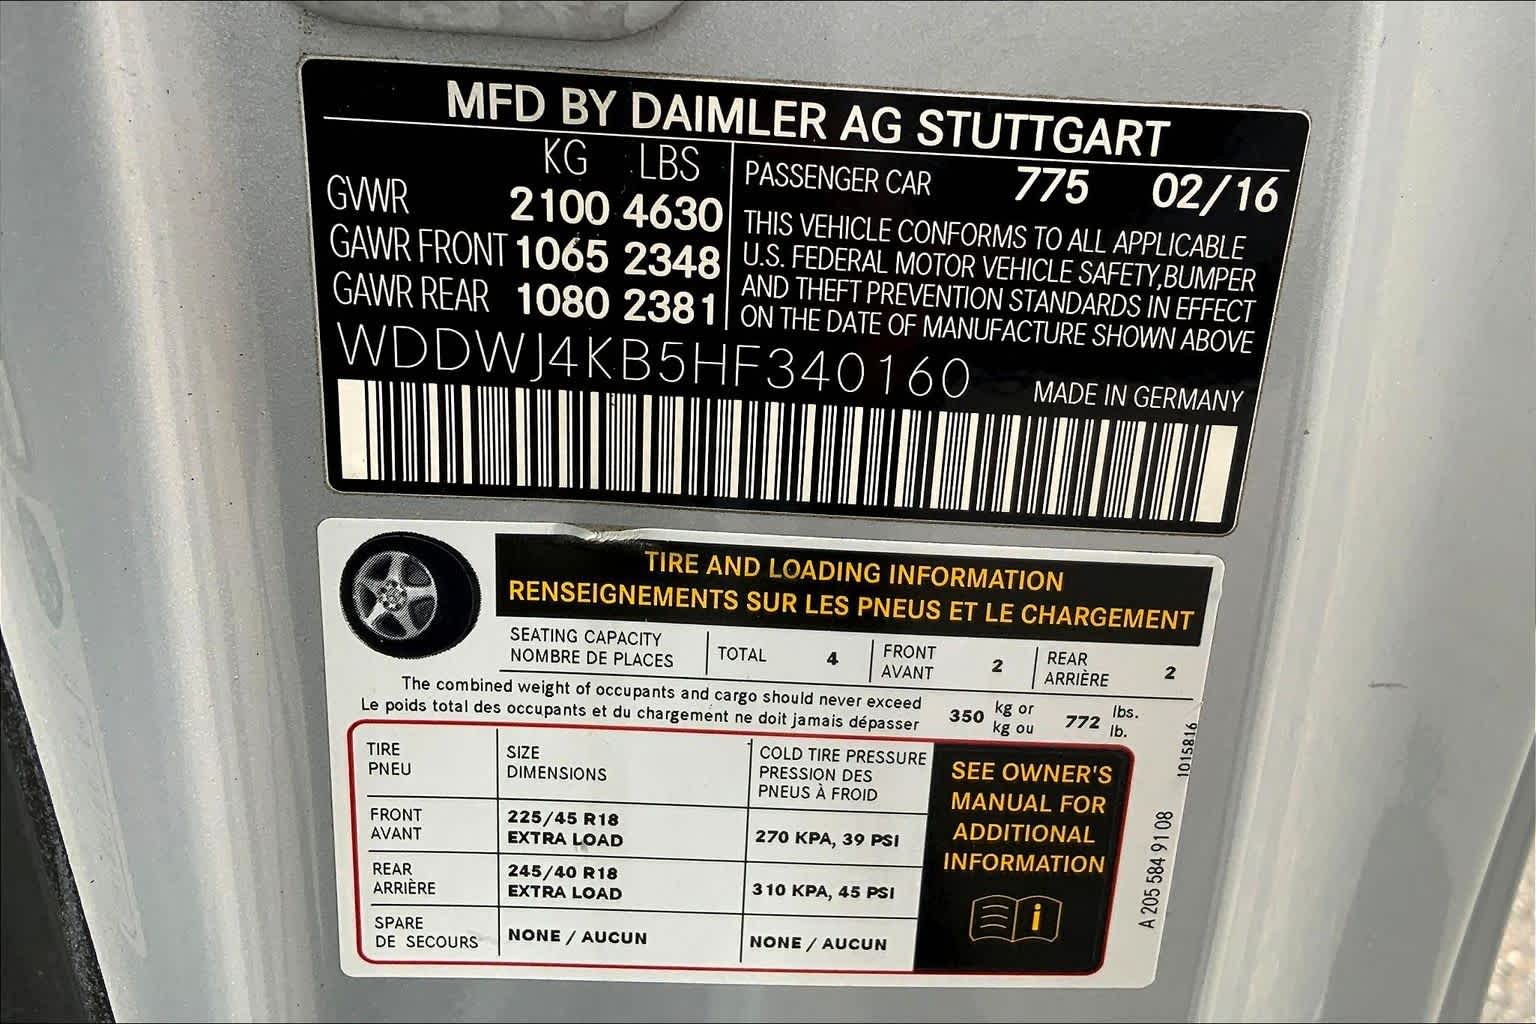 MFD BY DAIMLER AG STUTTGART
KG LBS
GVWR 2100 4630
GAWR FRONT 1065 2348
GAWR REAR 1080 2381
PASSENGER CAR 775 02/16
THIS VEHICLE CONFORMS TO ALL APPLICABLE
U.S. FEDERAL MOTOR VEHICLE SAFETY, BUMPER
AND THEFT PREVENTION STANDARDS IN EFFECT
ON THE DATE OF MANUFACTURE SHOWN ABOVE
WDDWJ4KB5HF340160
MADE IN GERMANY
TIRE AND LOADING INFORMATION
RENSEIGNEMENTS SUR LES PNEUS ET LE CHARGEMENT
SEATING CAPACITY
NOMBRE DE PLACES
TOTAL 4
FRONT
AVANT
2
REAR
ARRIÈRE
2
The combined weight of occupants and cargo should never exceed
Le poids total des occupants et du chargement ne doit jamais dépasser
350
kg or
kg ou
772
lbs.
lb.
TIRE
PNEU
SIZE
DIMENSIONS
COLD TIRE PRESSURE
PRESSION DES
PNEUS À FROID
FRONT
AVANT
225/45 R18
EXTRA LOAD
270 KPA, 39 PSI
REAR
ARRIÈRE
245/40 R18
EXTRA LOAD
310 KPA, 45 PSI
SPARE
DE SECOURS
NONE / AUCUN
NONE / AUCUN
SEE OWNER'S
MANUAL FOR
ADDITIONAL
INFORMATION
i
1015816
A 205 584 91 08